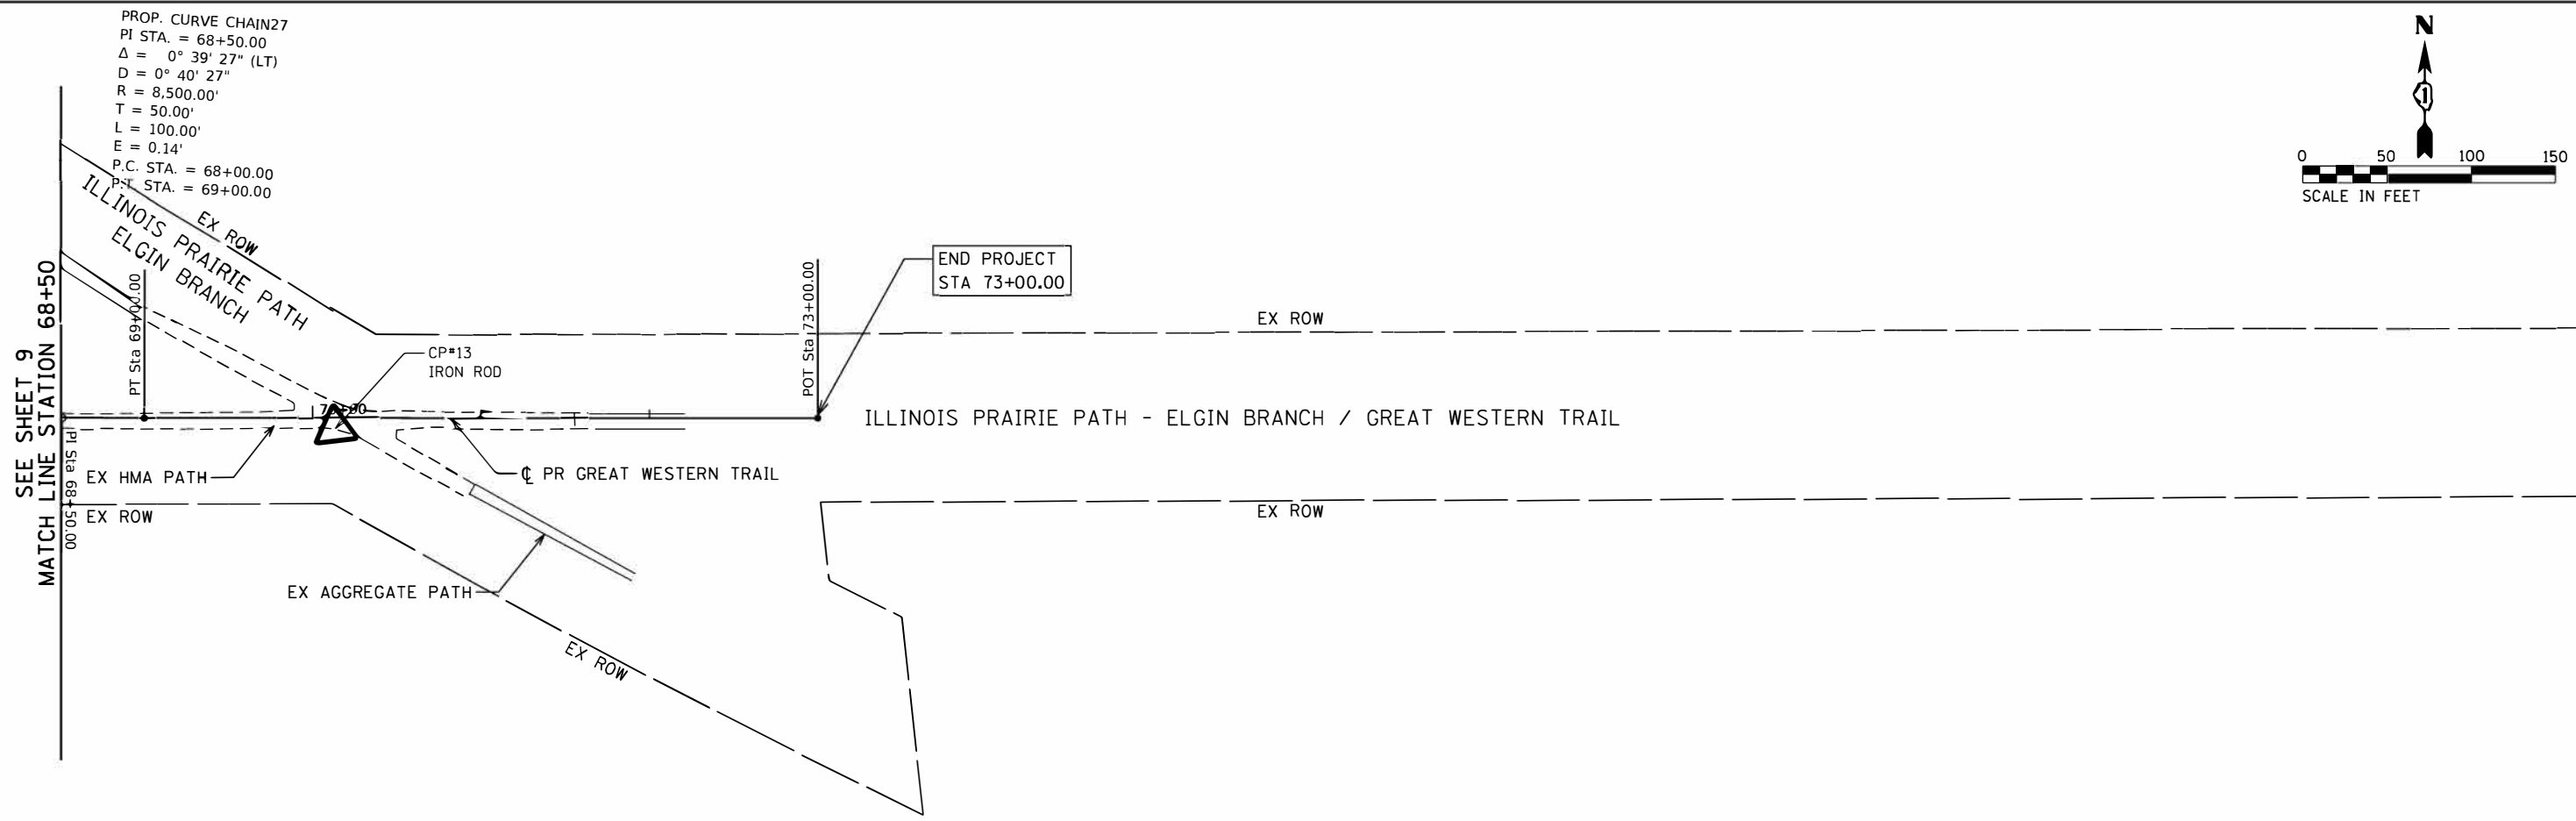 PROP. CURVE CHAIN27
PI STA. = 68+50.00
Δ = 0° 39' 27" (LT)
D = 0° 40' 27"
R = 8,500.00'
T = 50.00'
L = 100.00'
E = 0.14'
P.C. STA. = 68+00.00
P.T. STA. = 69+00.00
N
1
0 50 100 150
SCALE IN FEET
EX ROW
ILLINOIS PRAIRIE PATH
ELGIN BRANCH
SEE SHEET 9
MATCH LINE STATION 68+50
PT Sta 69+00.00
PI Sta 68+50.00
CP#13
IRON ROD
POT Sta 73+00.00
END PROJECT
STA 73+00.00
EX ROW
ILLINOIS PRAIRIE PATH - ELGIN BRANCH / GREAT WESTERN TRAIL
EX HMA PATH
℄ PR GREAT WESTERN TRAIL
EX ROW
EX ROW
EX AGGREGATE PATH
EX ROW